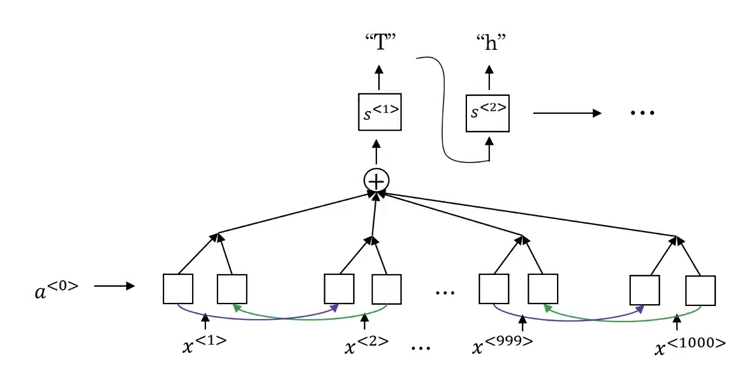 “T” “h”
s<1> s<2> ...
+
a<0> ...
x<1> x<2> ... x<999> x<1000>